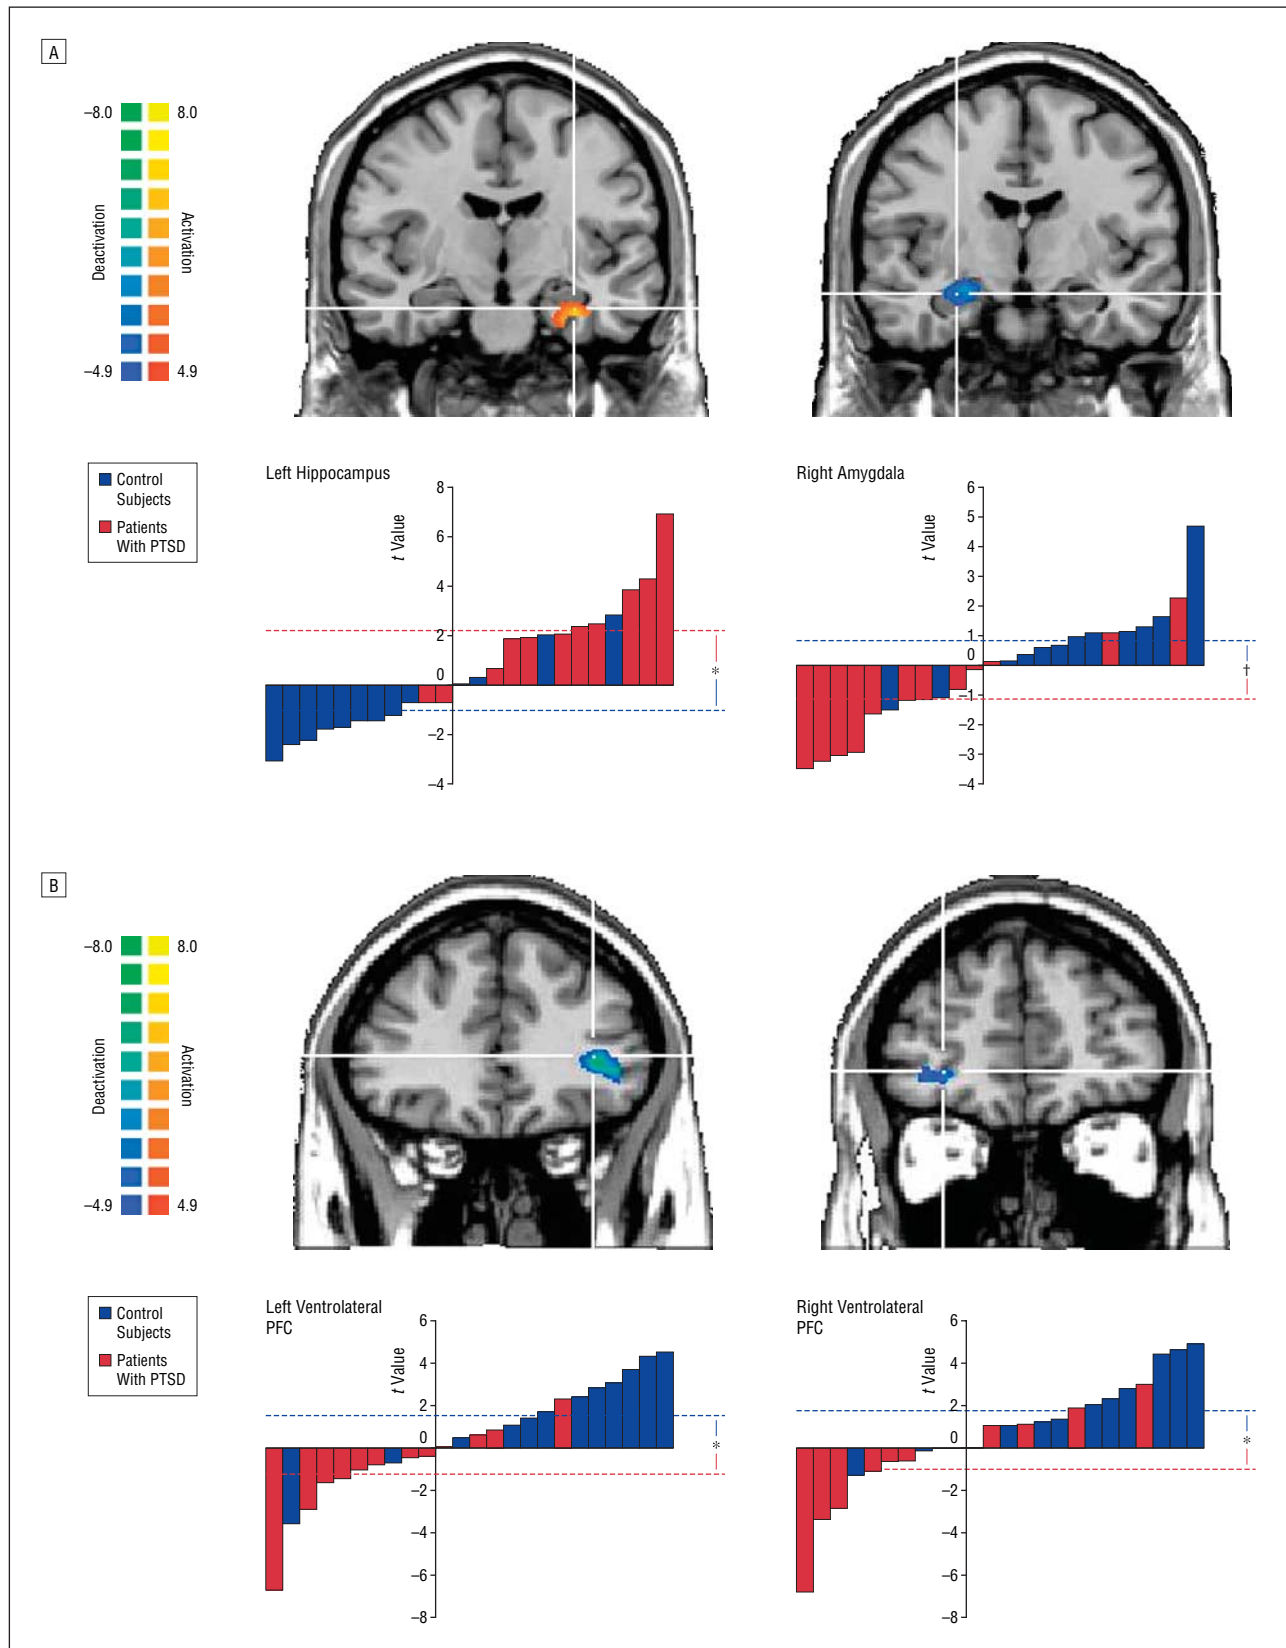 A
–8.0
8.0
Deactivation
Activation
–4.9
4.9
Control
Subjects
Patients
With PTSD
Left Hippocampus
t Value
8
6
4
2
0
–2
–4
*
Right Amygdala
t Value
6
5
4
3
2
1
0
–1
–2
–3
–4
†
B
–8.0
8.0
Deactivation
Activation
–4.9
4.9
Control
Subjects
Patients
With PTSD
Left Ventrolateral
PFC
t Value
6
4
2
0
–2
–4
–6
–8
*
Right Ventrolateral
PFC
t Value
6
4
2
0
–2
–4
–6
–8
*